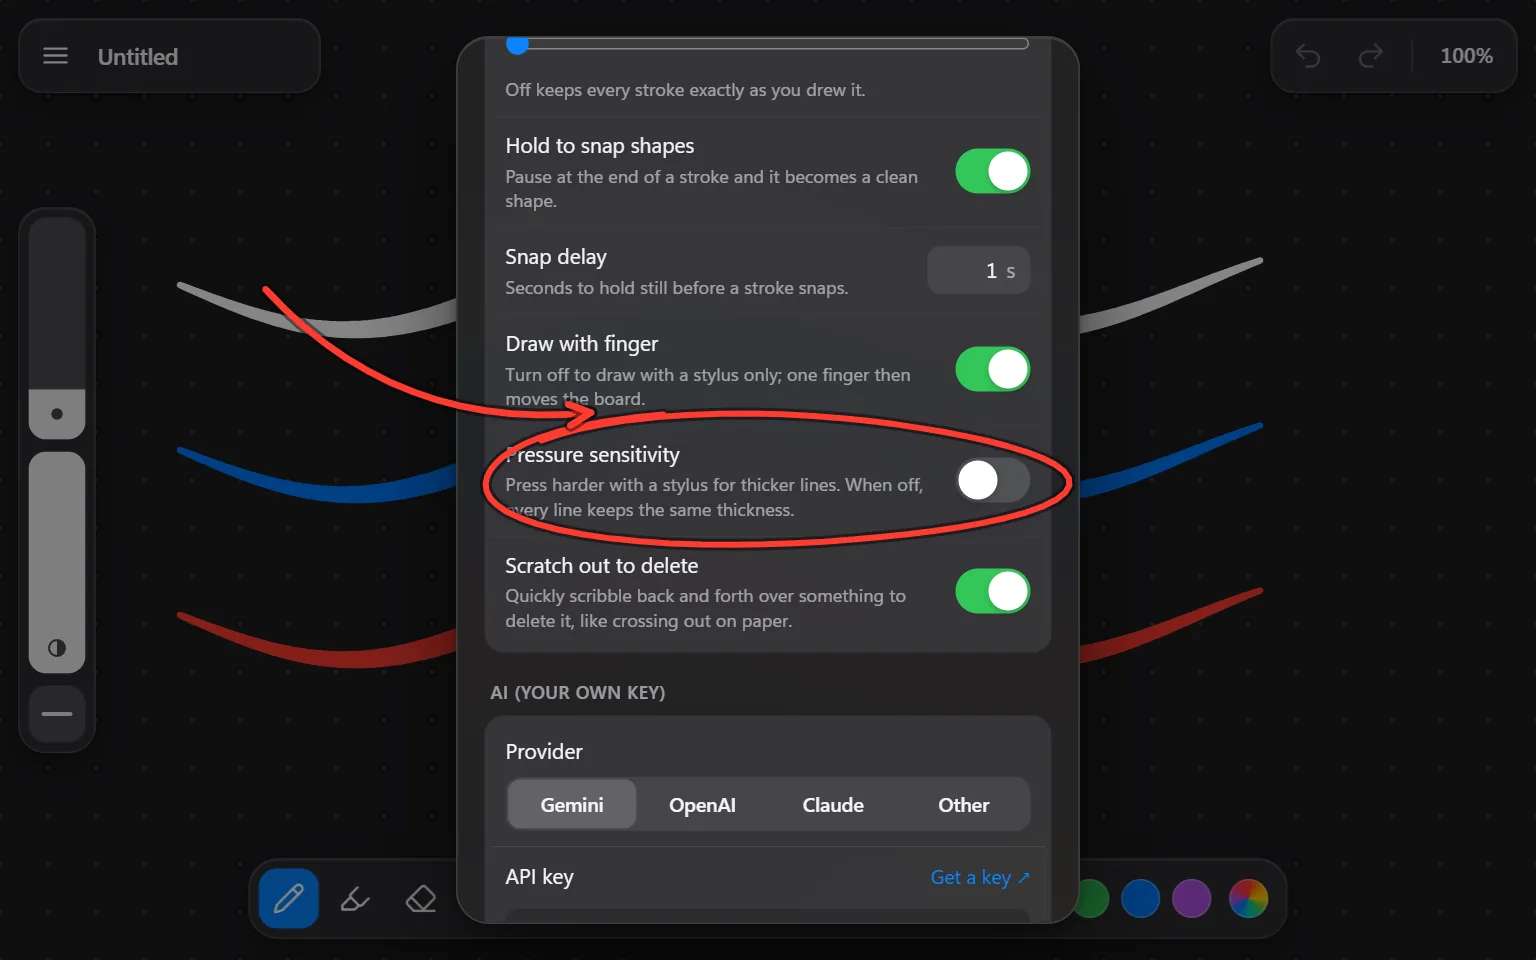 Untitled
100%
Off keeps every stroke exactly as you drew it.
Hold to snap shapes
Pause at the end of a stroke and it becomes a clean
shape.
Snap delay
1 s
Seconds to hold still before a stroke snaps.
Draw with finger
Turn off to draw with a stylus only; one finger then
moves the board.
Pressure sensitivity
Press harder with a stylus for thicker lines. When off,
every line keeps the same thickness.
Scratch out to delete
Quickly scribble back and forth over something to
delete it, like crossing out on paper.
AI (YOUR OWN KEY)
Provider
Gemini OpenAI Claude Other
API key
Get a key ↗